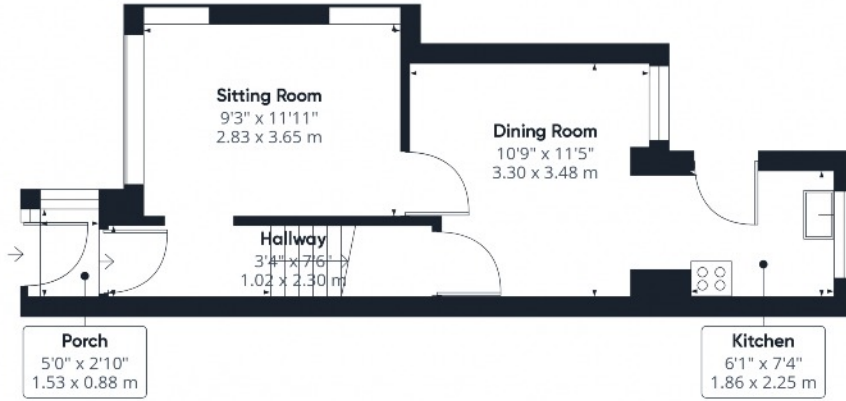 Sitting Room
9'3" x 11'11"
2.83 x 3.65 m
Dining Room
10'9" x 11'5"
3.30 x 3.48 m
Hallway
3'4" x 7'6"
1.02 x 2.30 m
Porch
5'0" x 2'10"
1.53 x 0.88 m
Kitchen
6'1" x 7'4"
1.86 x 2.25 m